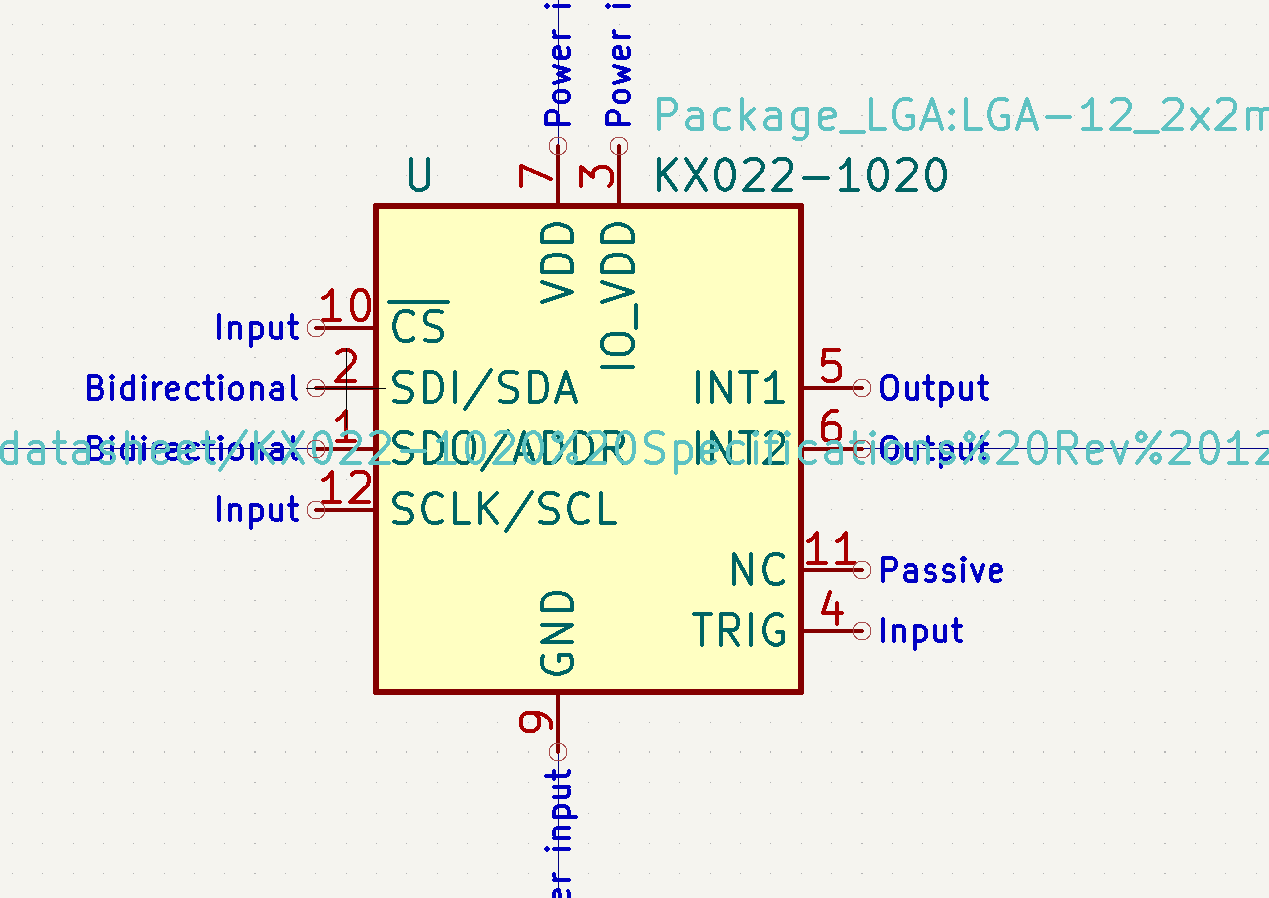 Power i
Power i
Package_LGA:LGA-12_2x2m
U
7
3
KX022-1020
VDD
IO_VDD
10
Input
CS
2
Bidirectional
SDI/SDA
INT1
5
Output
1
Bidirectional
SDO/ADDR
INT2
6
Output
datasheet/KX022-1020%20Specifications%20Rev%2012
12
Input
SCLK/SCL
NC
11
Passive
TRIG
4
Input
GND
9
er input